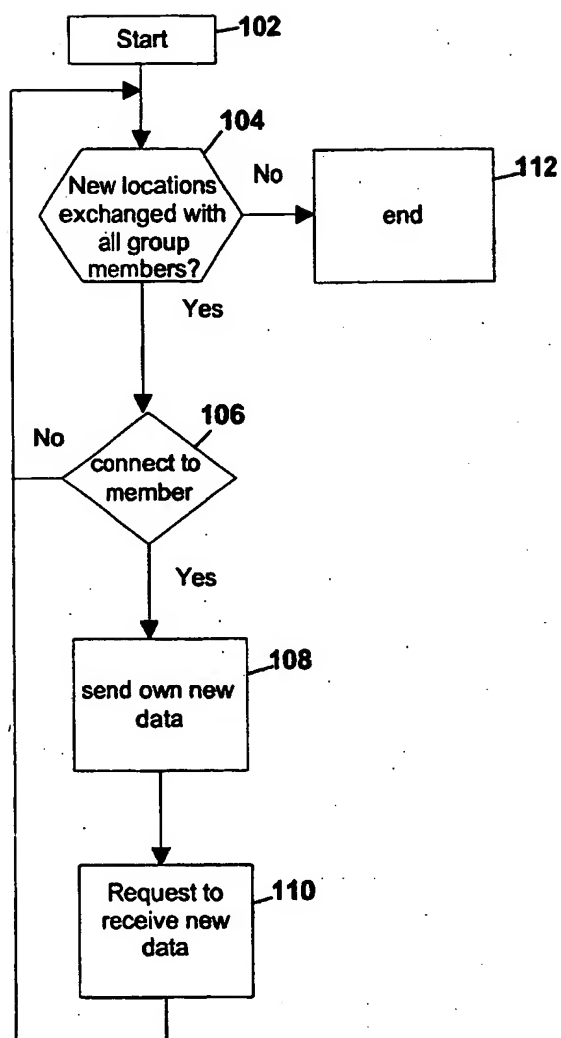 Start
102
104
New locations
exchanged with
all group
members?
No
112
end
Yes
106
No
connect to
member
Yes
108
send own new
data
110
Request to
receive new
data